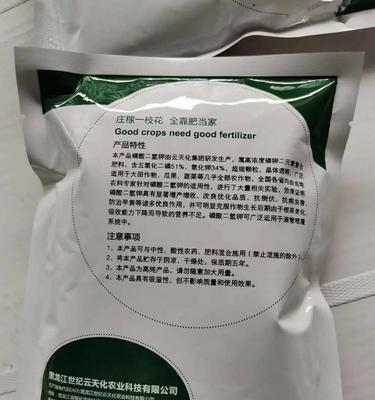 庄稼一枝花 全靠肥当家
Good crops need good fertilizer
产品特性
本产品磷酸二氢钾由云天化集团研发生产，属高浓度磷钾二元复合
肥料，含五氧化二磷51%、氧化钾34%，超细颗粒，晶体透明，广泛
适用于大田作物、瓜果、蔬菜等几乎全部农作物，全国各省
农科专家针对磷酸二氢钾的适用性，进行了大量相关实验，效果证明
磷酸二氢钾具有显著增产增收、改良优化品质、抗倒伏、抗病虫害、
防治早衰等诸多优良作用，并可明显克服作物生长后期由于根系老化、
吸收能力下降而导致的营养不足。磷酸二氢钾可广泛运用于滴管喷灌
系统中。
注意事项
1、本产品可与中性、酸性农药、肥料混合施用（禁止混施的除外）。
2、本产品将本产品贮存于阴凉、干燥处，保质期五年。
3、本产品为高纯产品，请勿随意加大用量。
4、本产品具有吸湿性，但不影响质量和使用效果。
黑龙江世纪云天化农业科技有限公司